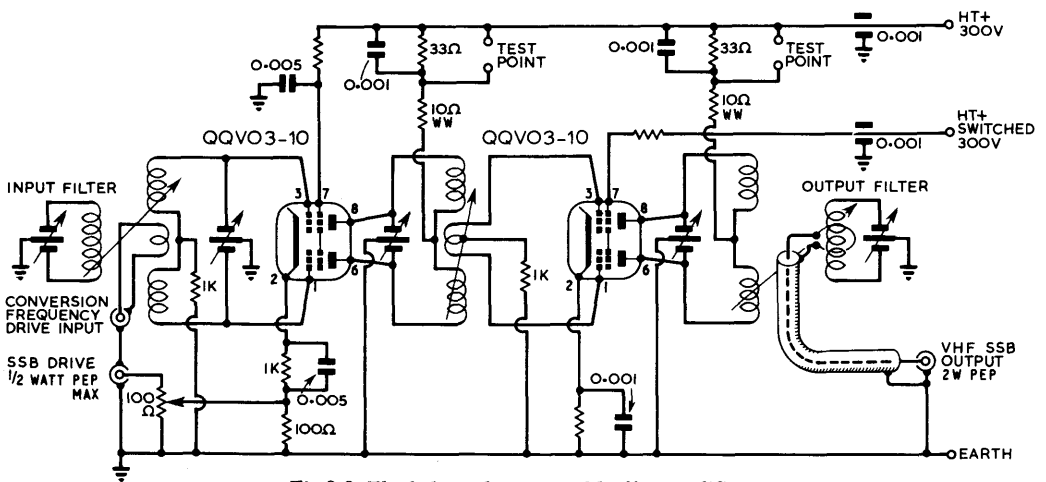 HT+
300V
0.001
0.001
33Ω
TEST
POINT
0.001
33Ω
TEST
POINT
0.005
10Ω
WW
10Ω
WW
HT+
SWITCHED
300V
0.001
QQVO3-10
QQVO3-10
INPUT FILTER
OUTPUT FILTER
3
7
8
6
2
1
3
7
8
6
2
1
1K
1K
CONVERSION
FREQUENCY
DRIVE INPUT
SSB DRIVE
1/2 WATT PEP
MAX
100
Ω
1K
0.005
100Ω
0.001
VHF SSB
OUTPUT
2W PEP
EARTH